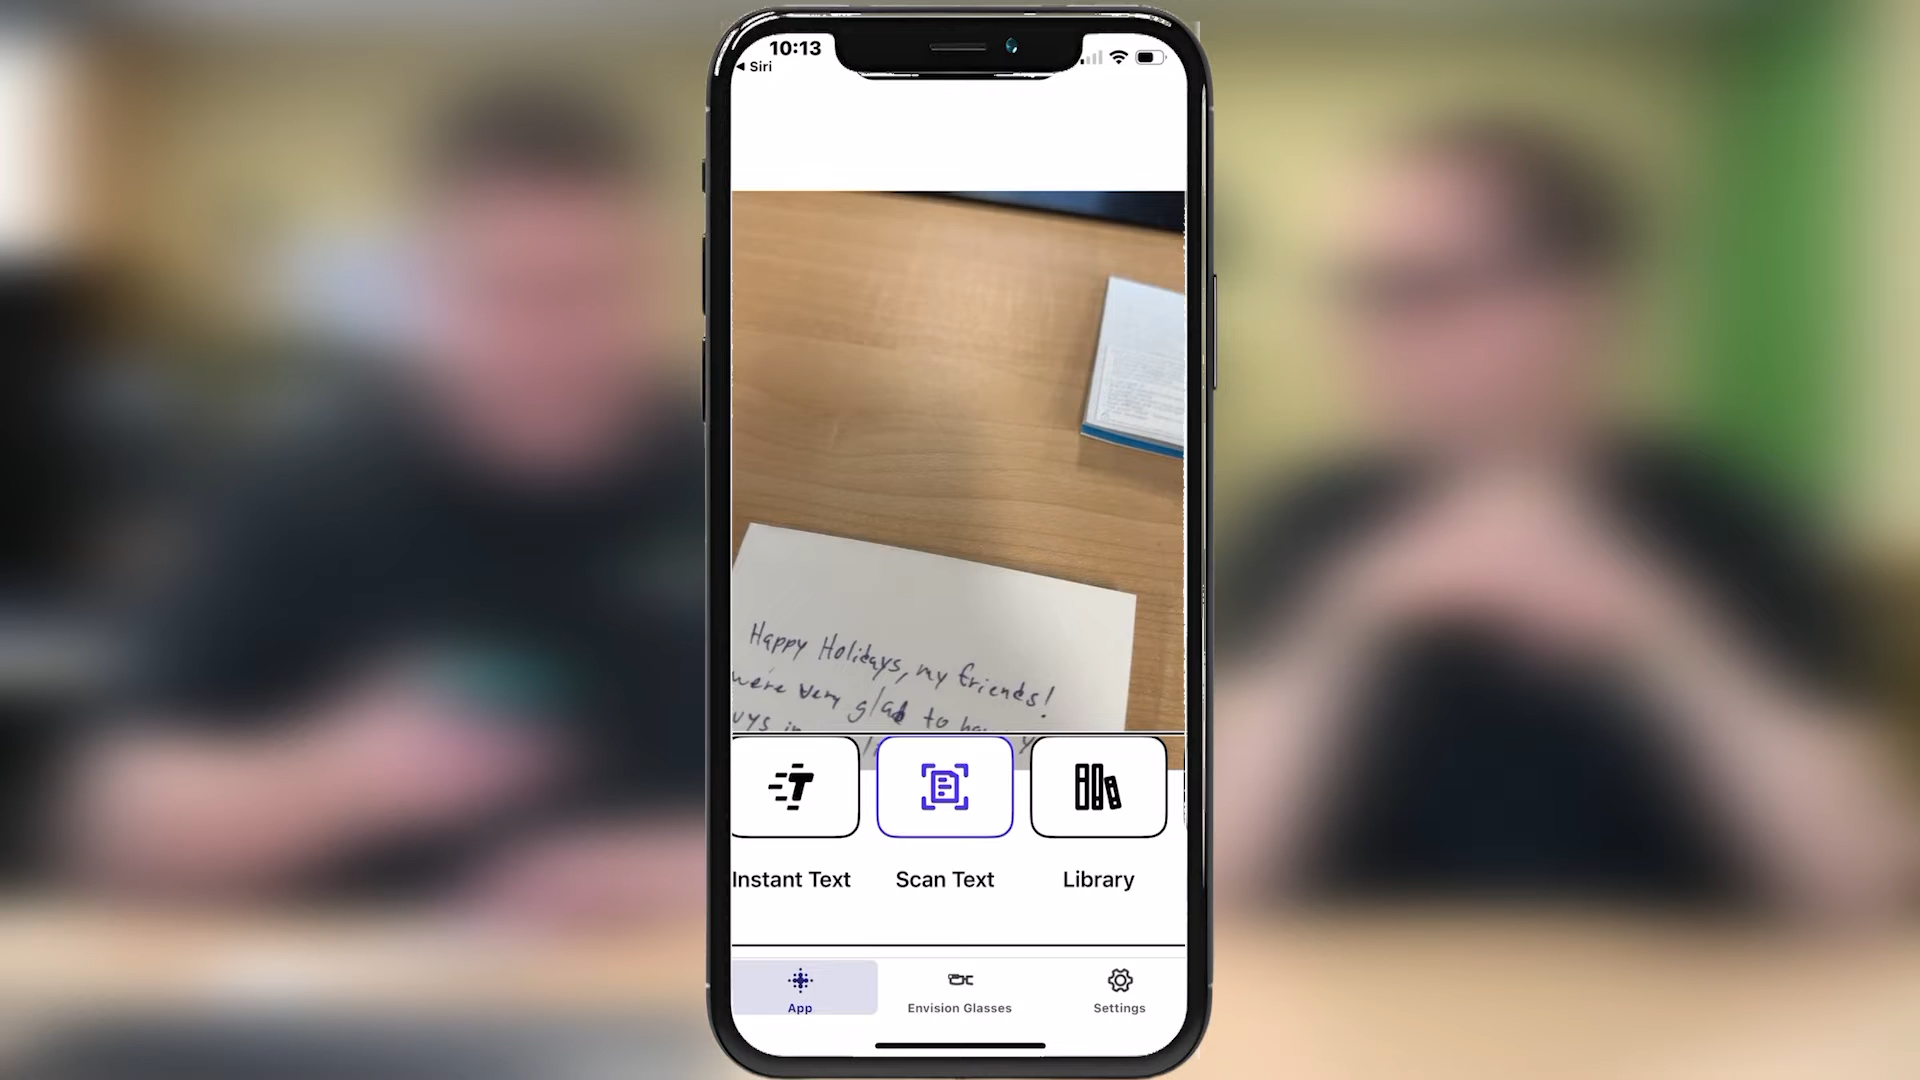 10:13
◀ Siri
Happy Holidays, my friends!
were very glad to
Instant Text
Scan Text
Library
App
Envision Glasses
Settings